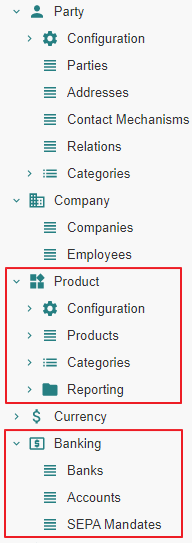 Party
Configuration
Parties
Addresses
Contact Mechanisms
Relations
Categories
Company
Companies
Employees
Product
Configuration
Products
Categories
Reporting
Currency
Banking
Banks
Accounts
SEPA Mandates